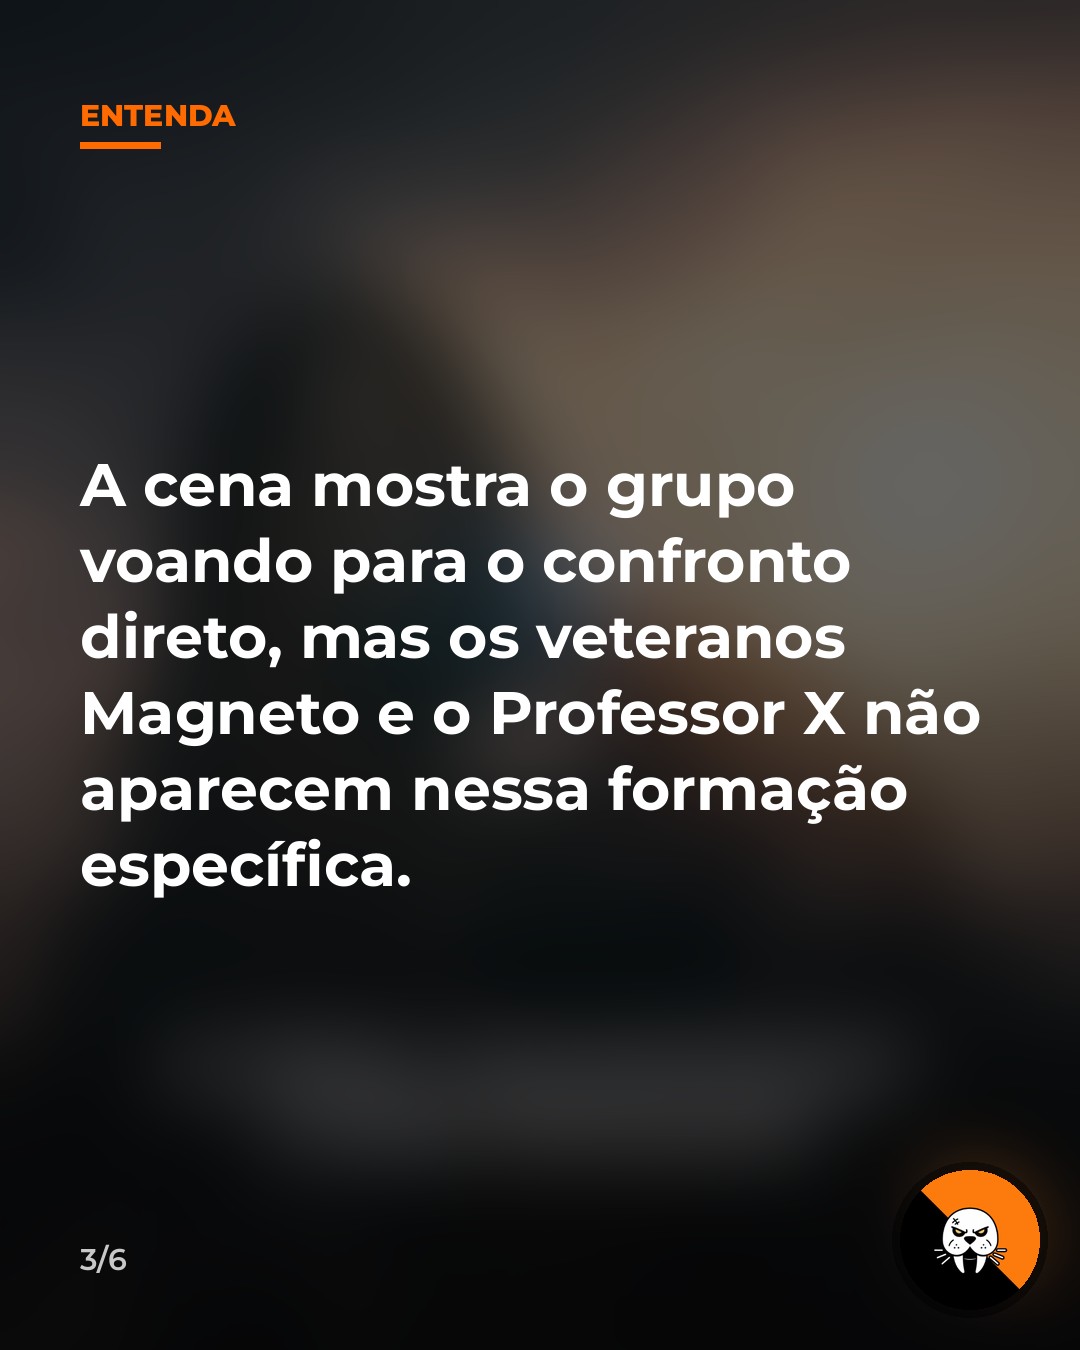 ENTENDA
A cena mostra o grupo
voando para o confronto
direto, mas os veteranos
Magneto e o Professor X não
aparecem nessa formação
específica.
3/6